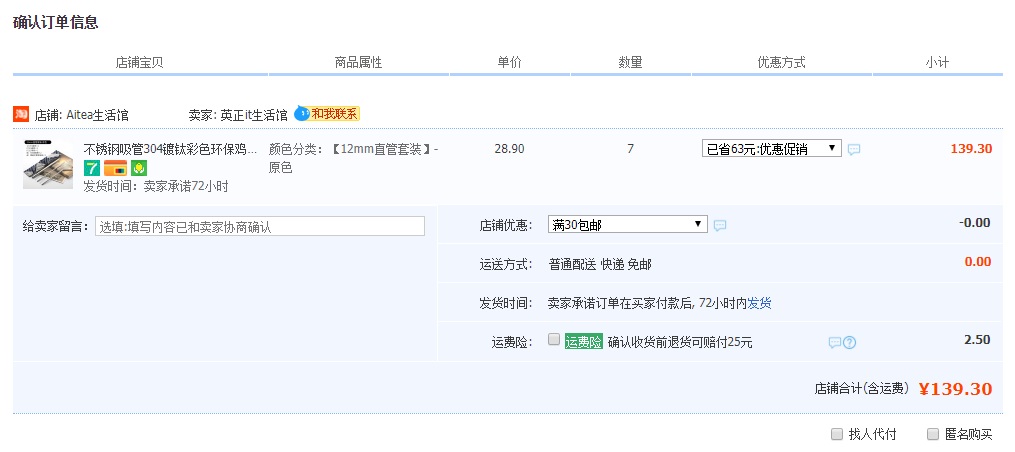 确认订单信息
店铺宝贝 商品属性 单价 数量 优惠方式 小计
店铺: Aitea生活馆 卖家: 英正it生活馆 和我联系
不锈钢吸管304镀钛彩色环保鸡... 颜色分类：【12mm直管套装】- 28.90 7 已省63元:优惠促销 139.30
原色
7
发货时间：卖家承诺72小时
给卖家留言： 选填:填写内容已和卖家协商确认 店铺优惠： 满30包邮 -0.00
运送方式： 普通配送 快递 免邮 0.00
发货时间： 卖家承诺订单在买家付款后, 72小时内发货
运费险： 运费险 确认收货前退货可赔付25元 2.50
店铺合计(含运费) ¥139.30
找人代付 匿名购买